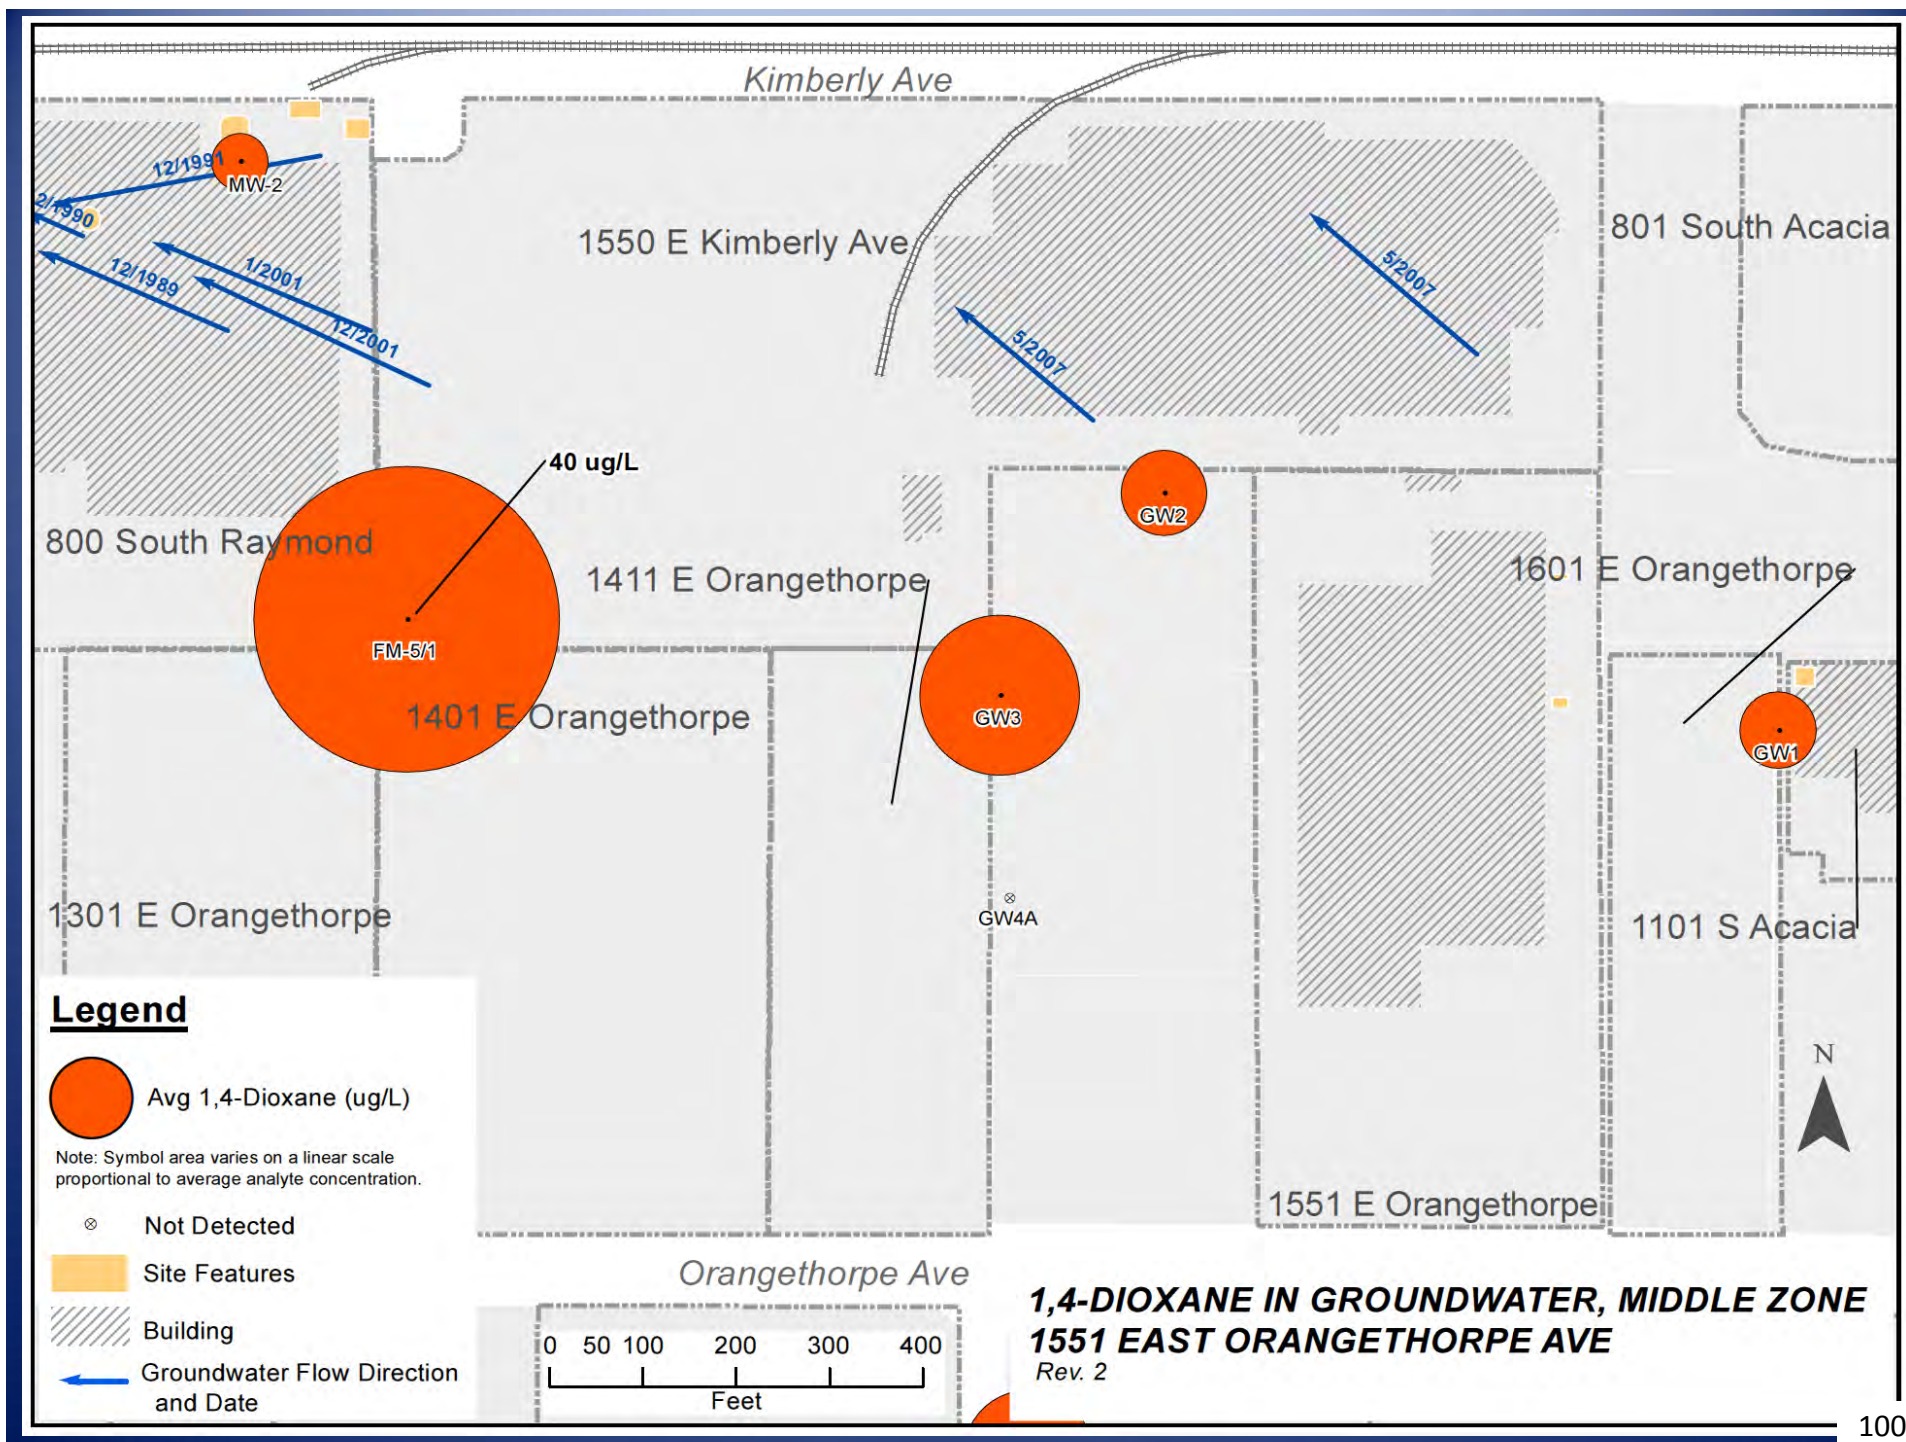 Kimberly Ave
12/1991
MW-2
2/1990
1550 E Kimberly Ave
801 South Acacia
5/2007
1/2001
12/1989
12/2001
5/2007
40 ug/L
GW2
800 South Raymond
1411 E Orangethorpe
1601 E Orangethorpe
FM-5/1
1401 E Orangethorpe
GW3
GW1
1301 E Orangethorpe
GW4A
1101 S Acacia
Legend
Avg 1,4-Dioxane (ug/L)
Note: Symbol area varies on a linear scale
proportional to average analyte concentration.
Not Detected
Site Features
Building
Groundwater Flow Direction
and Date
N
1551 E Orangethorpe
Orangethorpe Ave
0 50 100 200 300 400
Feet
1,4-DIOXANE IN GROUNDWATER, MIDDLE ZONE
1551 EAST ORANGETHORPE AVE
Rev. 2
100